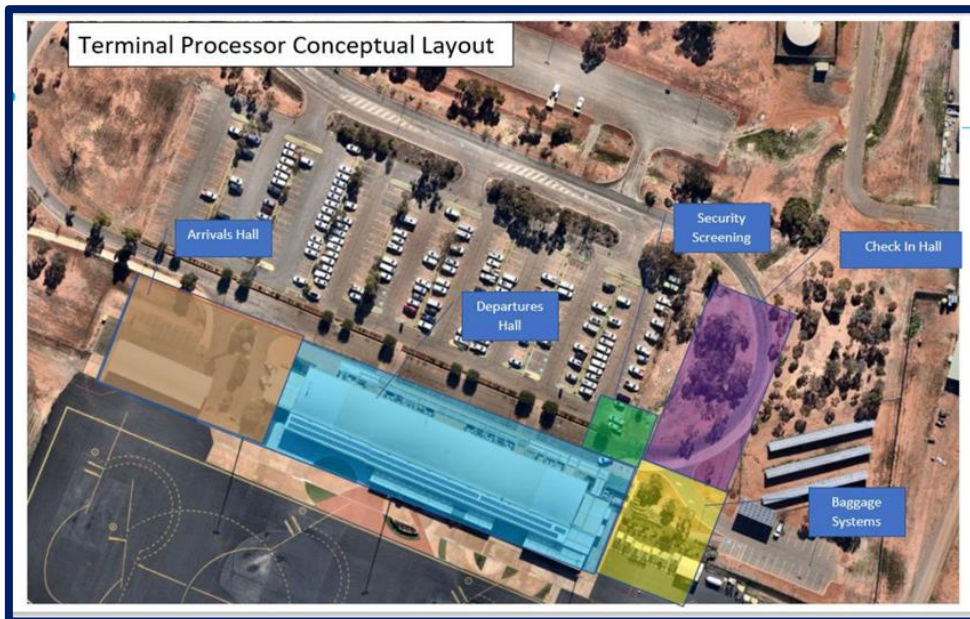 Terminal Processor Conceptual Layout
Arrivals Hall
Security
Screening
Check In Hall
Departures
Hall
Baggage
Systems